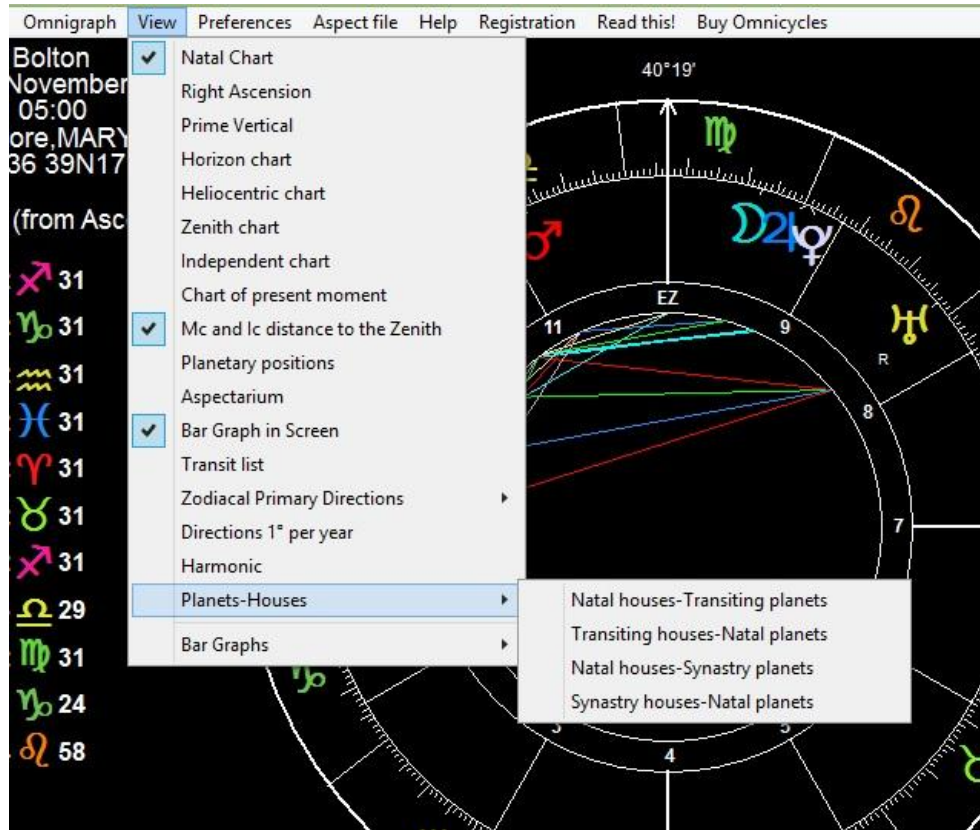 Omnigraph View Preferences Aspect file Help Registration Read this! Buy Omnicycles
Bolton
November
05:00
ore,MARY
36 39N17
(from Asc
31
31
31
31
31
31
31
29
31
24
58
Natal Chart
Right Ascension
Prime Vertical
Horizon chart
Heliocentric chart
Zenith chart
Independent chart
Chart of present moment
Mc and Ic distance to the Zenith
Planetary positions
Aspectarium
Bar Graph in Screen
Transit list
Zodiacal Primary Directions
Directions 1° per year
Harmonic
Planets-Houses
Bar Graphs
Natal houses-Transiting planets
Transiting houses-Natal planets
Natal houses-Synastry planets
Synastry houses-Natal planets
40°19'
EZ
11
9
R
8
7
3
4
5